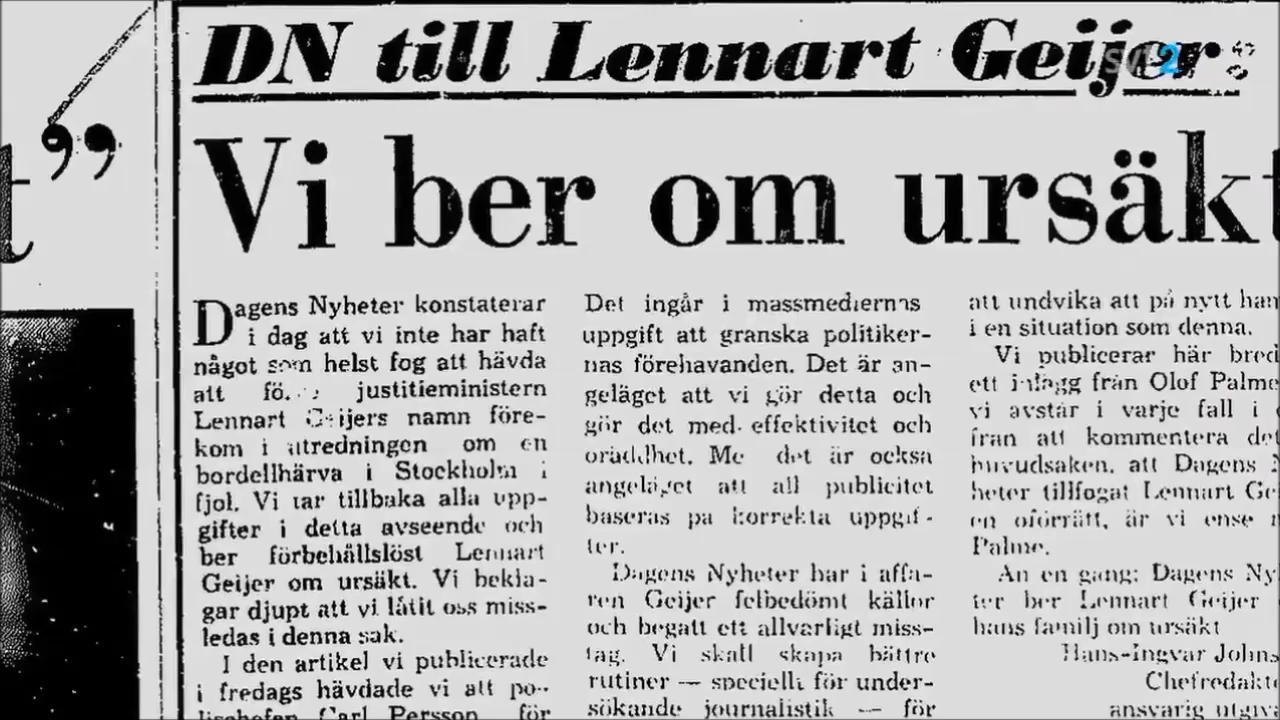 t”
DN till Lennart Geijer:
SVT2
Vi ber om ursäkt
Dagens Nyheter konstaterar
i dag att vi inte har haft
något som helst fog att hävda
att justitieministern
Lennart Geijers namn före-
kom i utredningen om en
bordellhärva i Stockholm i
fjol. Vi tar tillbaka alla upp-
gifter i detta avseende och
ber förbehållslöst Lennart
Geijer om ursäkt. Vi bekla-
gar djupt att vi låtit oss miss-
ledas i denna sak.
I den artikel vi publicerade
i fredags hävdade vi att po-
lischefen Carl Persson för
Det ingår i massmediernas
uppgift att granska politiker-
nas förehavanden. Det är an-
geläget att vi gör detta och
gör det med effektivitet och
oräddhet. Me det är också
angeläget att all publicitet
baseras på korrekta uppgif-
ter.
Dagens Nyheter har i affä-
ren Geijer felbedömt källor
och begått ett allvarligt miss-
tag. Vi skall skapa bättre
rutiner — speciellt för under-
sökande journalistik — för
att undvika att på nytt han
i en situation som denna.
Vi publicerar här bred
ett inlägg från Olof Palme
vi avstår i varje fall i
från att kommentera det
huvudsaken, att Dagens N
heter tillfogat Lennart Ge
en oförrätt, är vi ense
Palme.
Än en gång: Dagens Ny
ter ber Lennart Geijer
hans familj om ursäkt
Hans-Ingvar Johns
Chefredakt
ansvarig utgiva